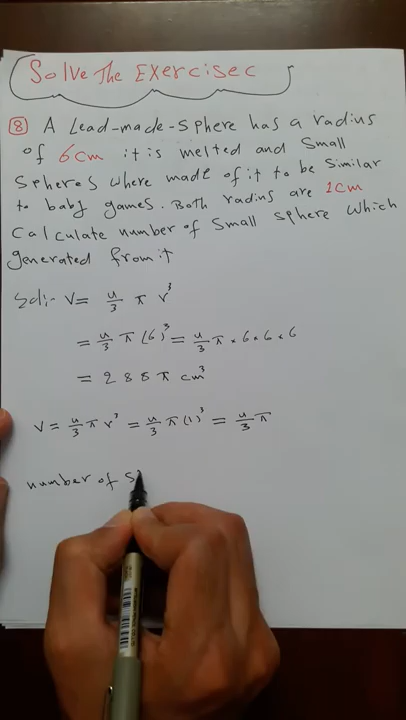 Solve The Exercisec
8 A Lead-made-sphere has a radius
of 6cm it is melted and small
spheres where made of it to be similar
to baby games. Both radius are 1cm
Calculate number of small sphere which
generated from it
Sol:- V= 4/3 π r³
= 4/3 π (6)³ = 4/3 π × 6 × 6 × 6
= 288 π cm³
V = 4/3 π r³ = 4/3 π (1)³ = 4/3 π
number of s